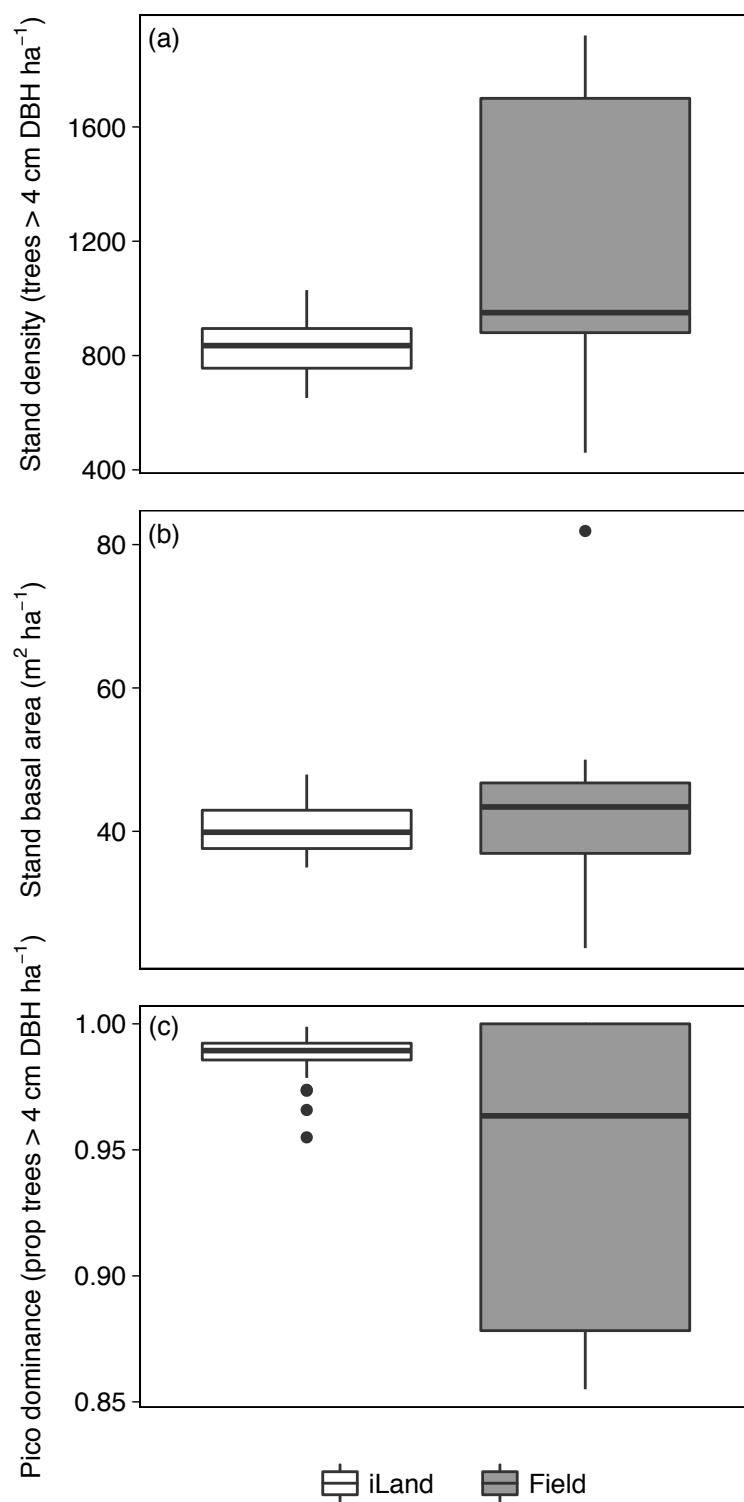 (a)
Stand density (trees > 4 cm DBH ha⁻¹)
1600
1200
800
400
(b)
Stand basal area (m² ha⁻¹)
80
60
40
(c)
Pico dominance (prop trees > 4 cm DBH ha⁻¹)
1.00
0.95
0.90
0.85
iLand Field